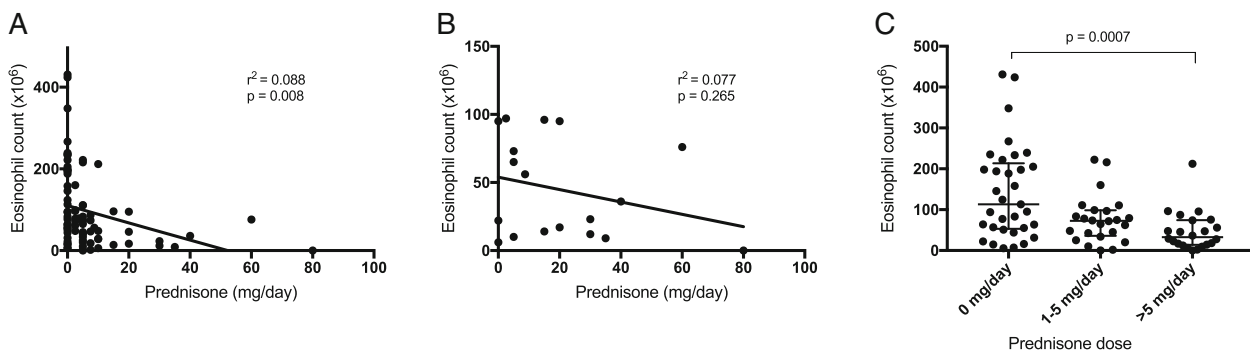 A
Eosinophil count (x10⁶)
400
200
0
r² = 0.088
p = 0.008
0 20 40 60 80 100
Prednisone (mg/day)
B
Eosinophil count (x10⁶)
150
100
50
0
r² = 0.077
p = 0.265
0 20 40 60 80 100
Prednisone (mg/day)
C
Eosinophil count (x10⁶)
500
400
300
200
100
0
p = 0.0007
0 mg/day
1-5 mg/day
>5 mg/day
Prednisone dose